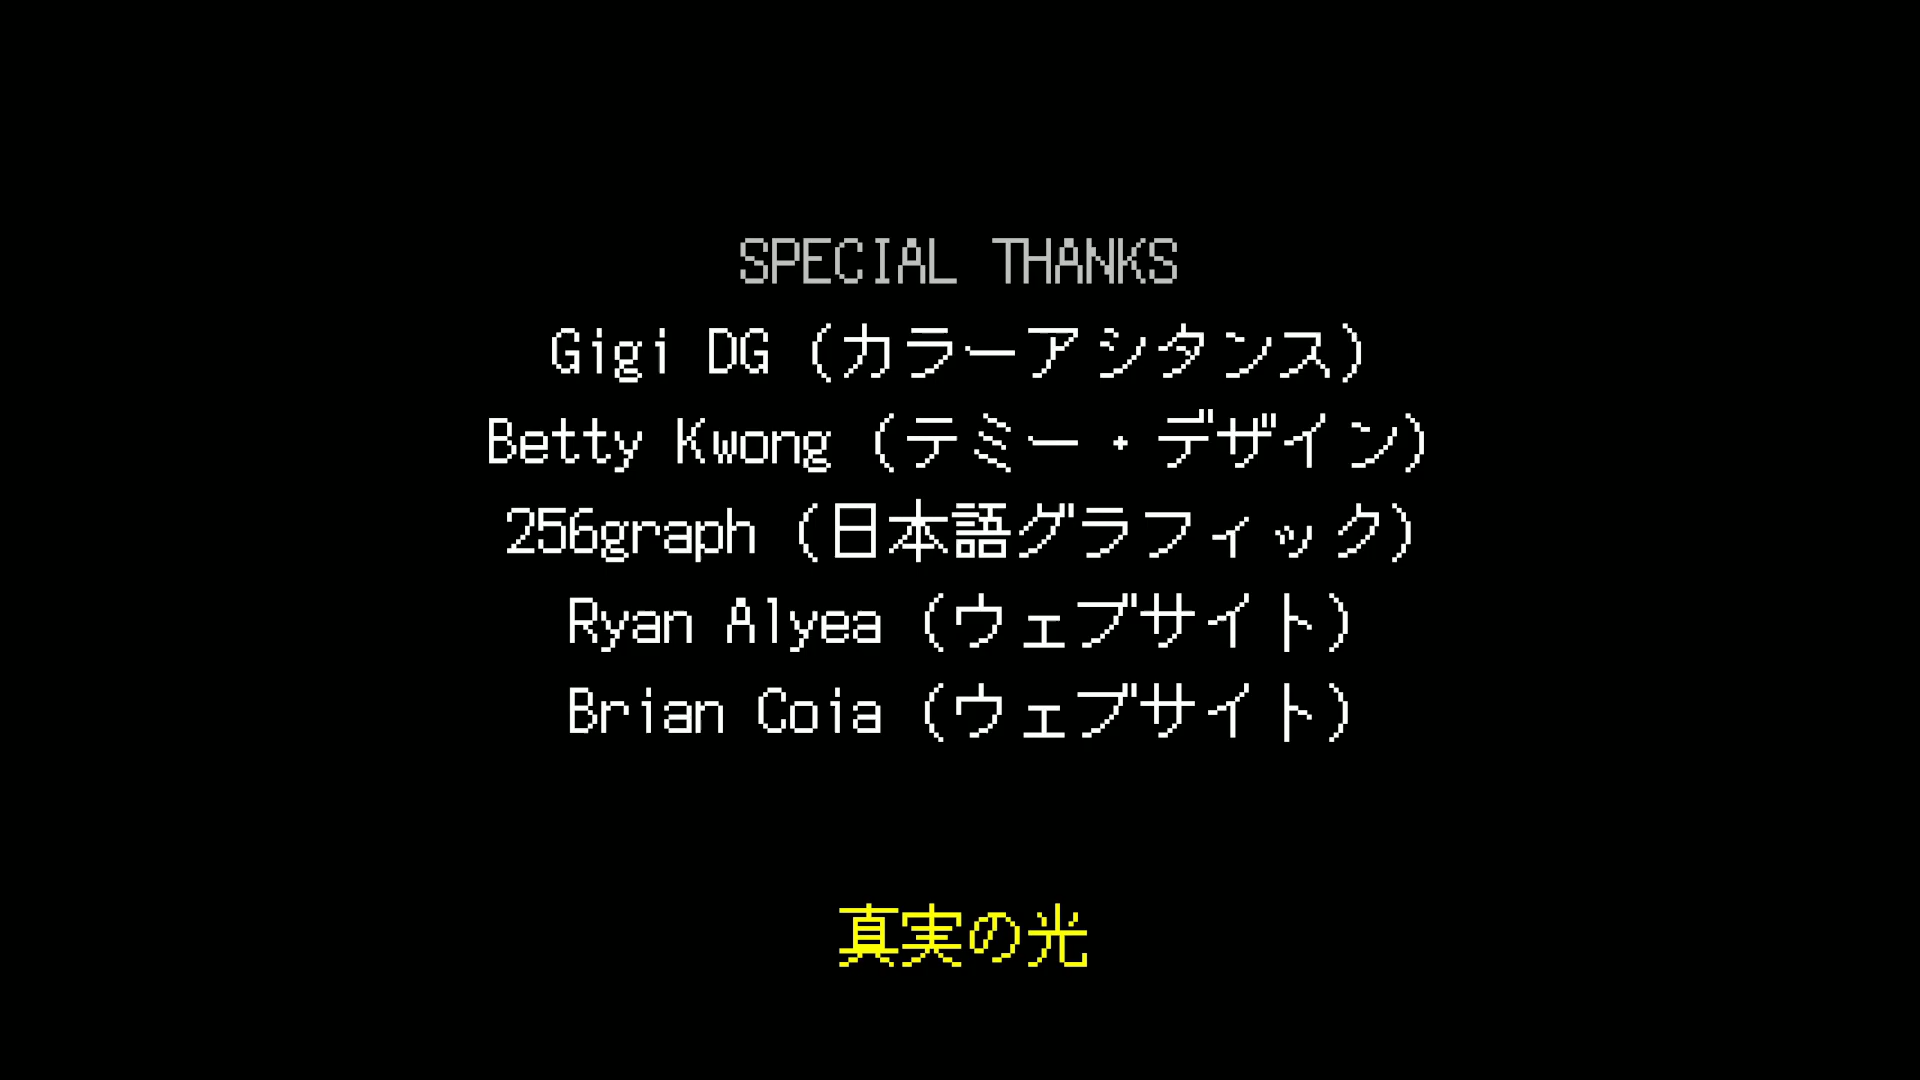 SPECIAL THANKS
Gigi DG (カラーアシタンス)
Betty Kwong (テミー・デザイン)
256graph (日本語グラフィック)
Ryan Alyea (ウェブサイト)
Brian Coia (ウェブサイト)
真実の光